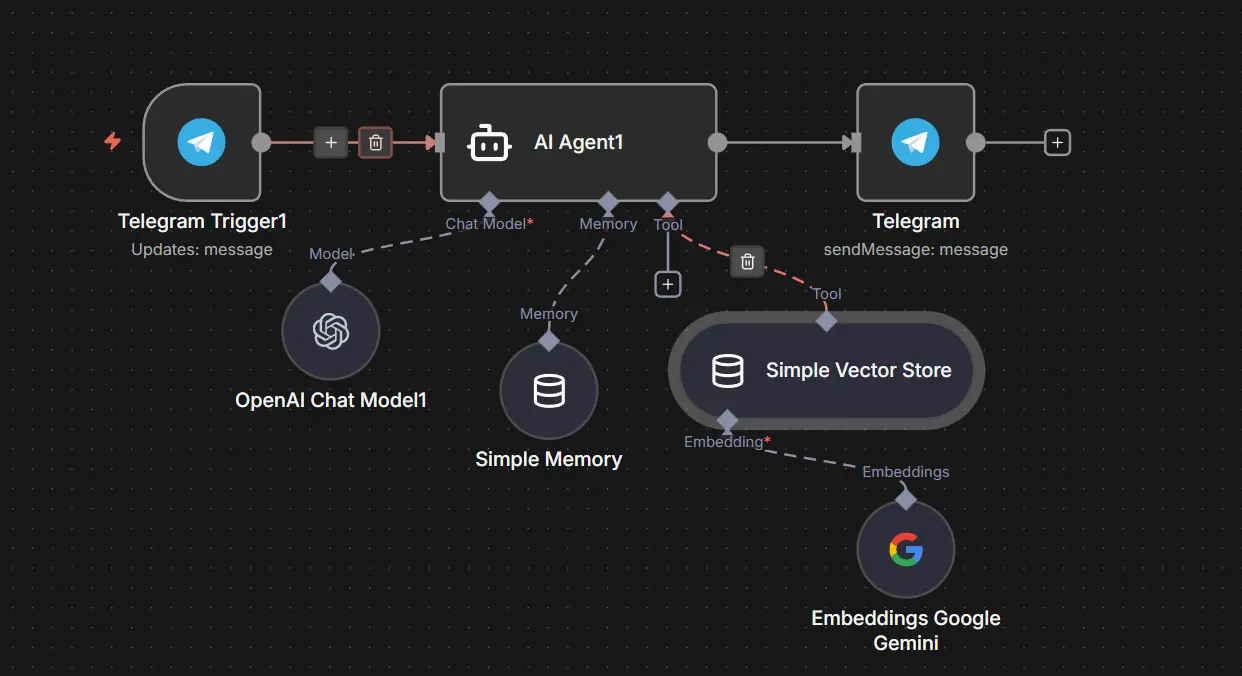 AI Agent1
Telegram Trigger1
Updates: message
Chat Model*
Memory
Tool
Telegram
sendMessage: message
Model
OpenAI Chat Model1
Memory
Simple Memory
Tool
Simple Vector Store
Embedding*
Embeddings
Embeddings Google
Gemini